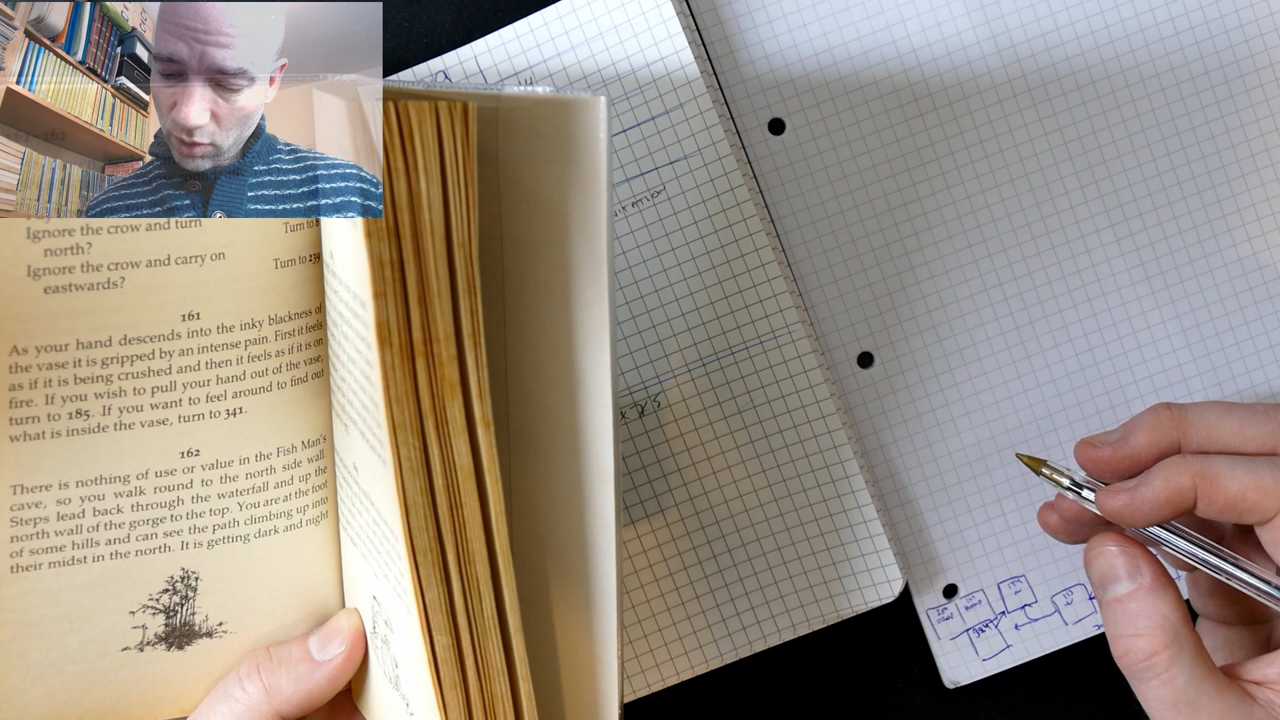 Ignore the crow and turn
north?
Turn to 8
Ignore the crow and carry on
eastwards?
Turn to 239
161
As your hand descends into the inky blackness of
the vase it is gripped by an intense pain. First it feels
as if it is being crushed and then it feels as if it is on
fire. If you wish to pull your hand out of the vase,
turn to 185. If you want to feel around to find out
what is inside the vase, turn to 341.
162
There is nothing of use or value in the Fish Man's
cave, so you walk round to the north side wall.
Steps lead back through the waterfall and up the
north wall of the gorge to the top. You are at the foot
of some hills and can see the path climbing up into
their midst in the north. It is getting dark and night